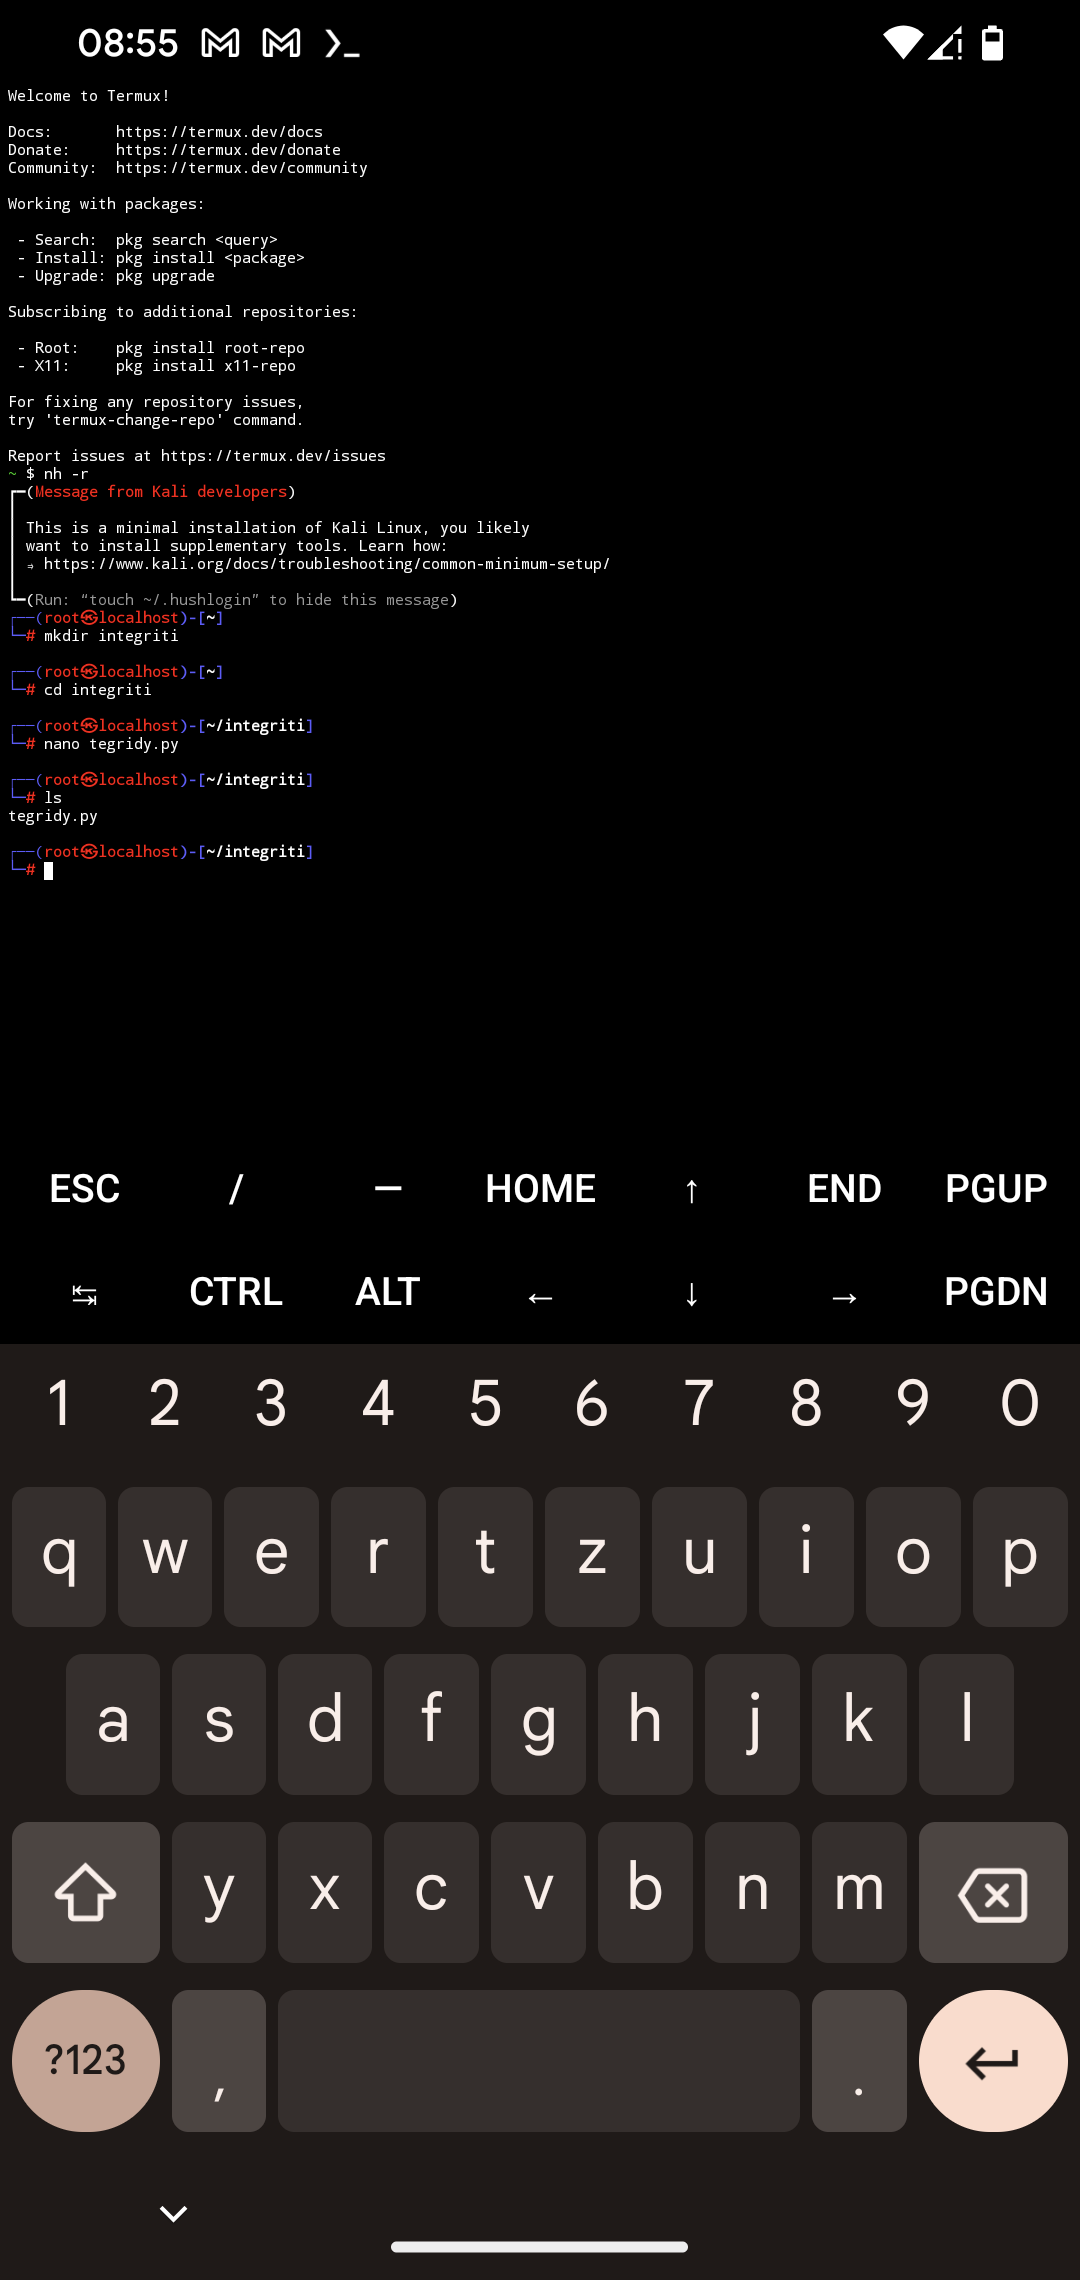 08:55
Welcome to Termux!
Docs: https://termux.dev/docs
Donate: https://termux.dev/donate
Community: https://termux.dev/community
Working with packages:
- Search: pkg search <query>
- Install: pkg install <package>
- Upgrade: pkg upgrade
Subscribing to additional repositories:
- Root: pkg install root-repo
- X11: pkg install x11-repo
For fixing any repository issues,
try 'termux-change-repo' command.
Report issues at https://termux.dev/issues
~ $ nh -r
┏━(Message from Kali developers)
┃
┃ This is a minimal installation of Kali Linux, you likely
┃ want to install supplementary tools. Learn how:
┃ ⇒ https://www.kali.org/docs/troubleshooting/common-minimum-setup/
┃
┗━(Run: “touch ~/.hushlogin” to hide this message)
┌──(root㉿localhost)-[~]
└─# mkdir integriti
┌──(root㉿localhost)-[~]
└─# cd integriti
┌──(root㉿localhost)-[~/integriti]
└─# nano tegridy.py
┌──(root㉿localhost)-[~/integriti]
└─# ls
tegridy.py
┌──(root㉿localhost)-[~/integriti]
└─#
ESC / — HOME ↑ END PGUP
↹ CTRL ALT ← ↓ → PGDN
1 2 3 4 5 6 7 8 9 0
q w e r t z u i o p
a s d f g h j k l
y x c v b n m
?123 , .